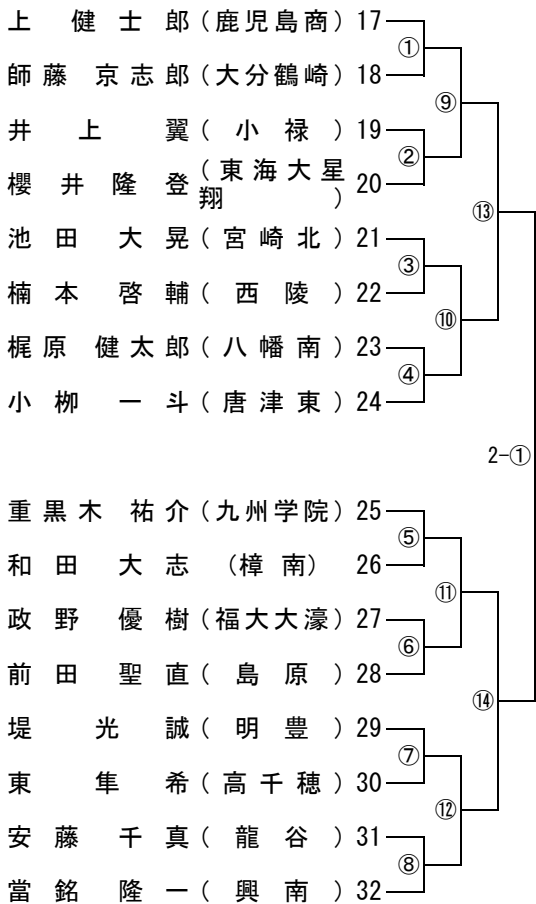 上 健士郎(鹿児島商) 17
①
師藤 京志郎(大分鶴崎) 18
⑨
井上 翼(小禄) 19
②
櫻井隆登(東海大星翔) 20
⑬
池田 大晃(宮崎北) 21
③
楠本 啓輔(西陵) 22
⑩
梶原 健太郎(八幡南) 23
④
小栁 一斗(唐津東) 24
2-①
重黒木 祐介(九州学院) 25
⑤
和田 大志 (樟南) 26
⑪
政野 優樹(福大大濠) 27
⑥
前田 聖直(島原) 28
⑭
堤 光誠(明豊) 29
⑦
東 隼希(高千穂) 30
⑫
安藤 千真(龍谷) 31
⑧
當銘 隆一(興南) 32